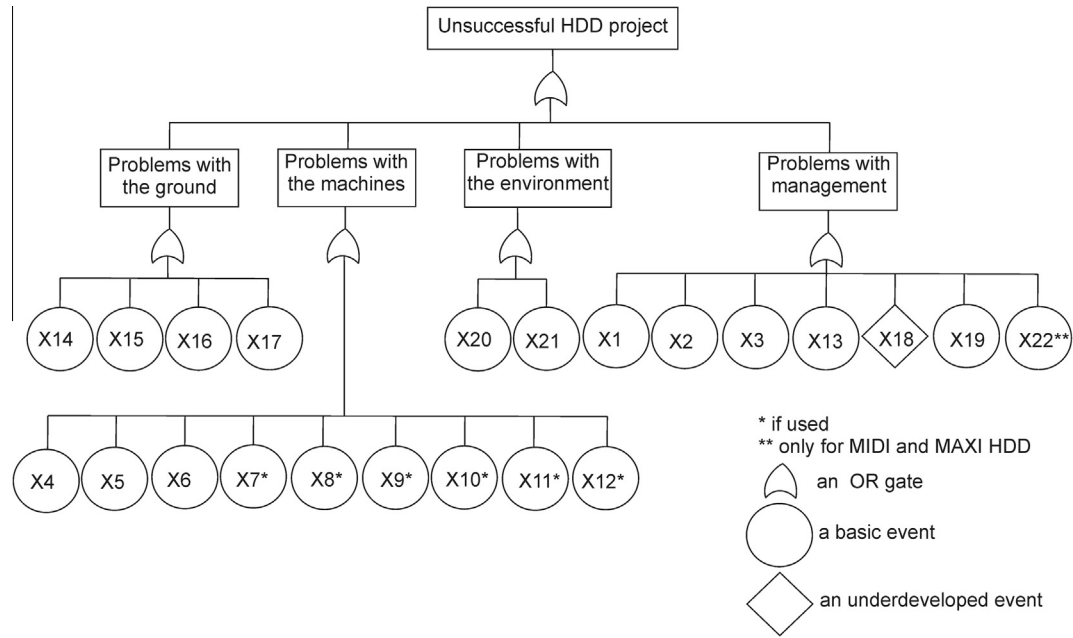 Unsuccessful HDD project
Problems with
the ground
Problems with
the machines
Problems with
the environment
Problems with
management
X14 X15 X16 X17 X20 X21 X1 X2 X3 X13 X18 X19 X22**
X4 X5 X6 X7* X8* X9* X10* X11* X12*
* if used
** only for MIDI and MAXI HDD
an OR gate
a basic event
an underdeveloped event